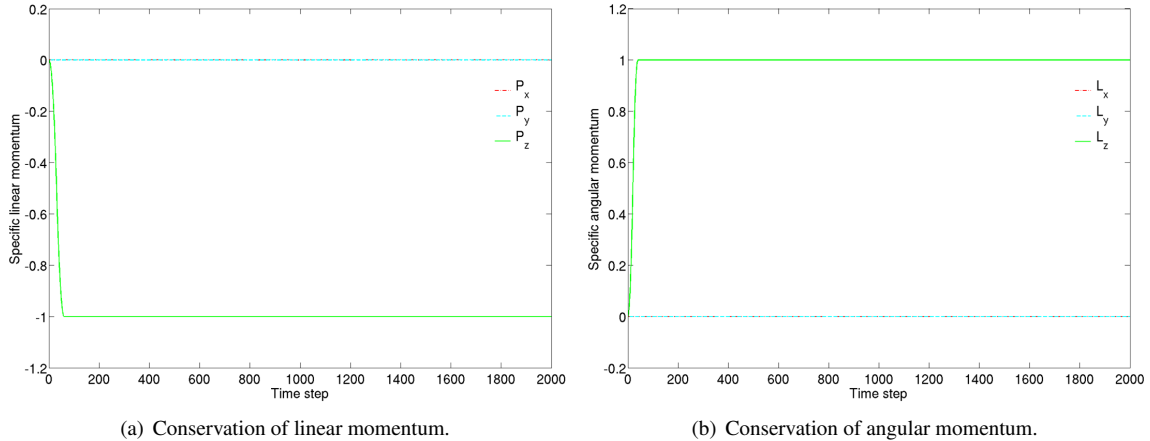 0.2
0
-0.2
-0.4
-0.6
-0.8
-1
-1.2
Specific linear momentum
P_x
P_y
P_z
0 200 400 600 800 1000 1200 1400 1600 1800 2000
Time step
(a) Conservation of linear momentum.
1.2
1
0.8
0.6
0.4
0.2
0
-0.2
Specific angular momentum
L_x
L_y
L_z
0 200 400 600 800 1000 1200 1400 1600 1800 2000
Time step
(b) Conservation of angular momentum.